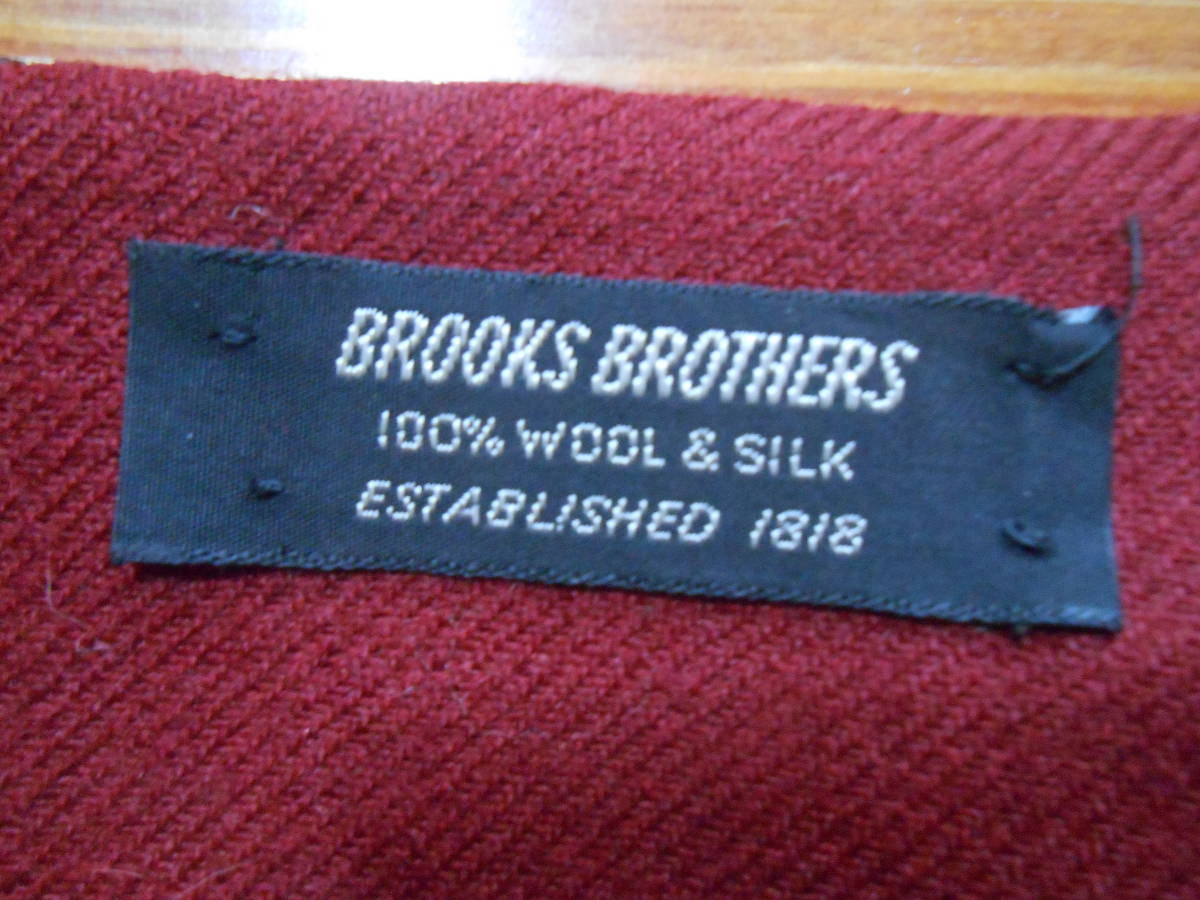 BROOKS BROTHERS
100% WOOL & SILK
ESTABLISHED 1818